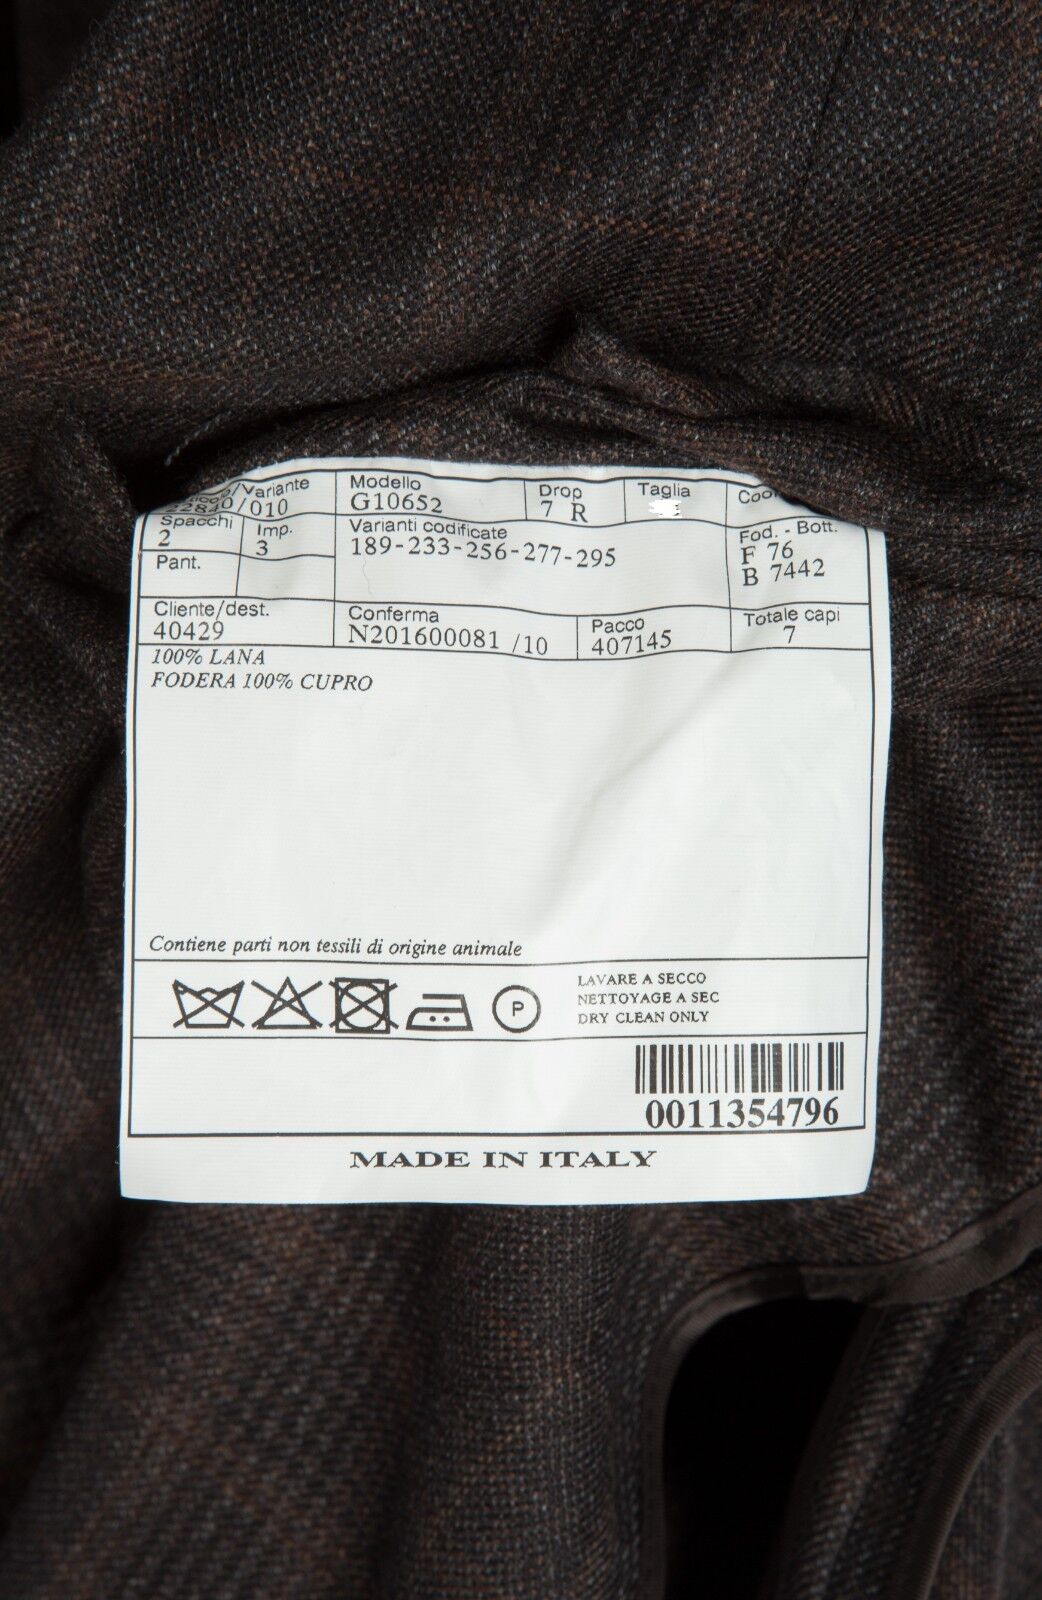 /Variante
22840/010
Modello
G10652
Drop
7 R
Taglia
Spacchi
2
Imp.
3
Varianti codificate
189-233-256-277-295
Fod. - Bott.
F 76
B 7442
Pant.
Cliente/dest.
40429
Conferma
N201600081 /10
Pacco
407145
Totale capi
7
100% LANA
FODERA 100% CUPRO
Contiene parti non tessili di origine animale
P
LAVARE A SECCO
NETTOYAGE A SEC
DRY CLEAN ONLY
0011354796
MADE IN ITALY